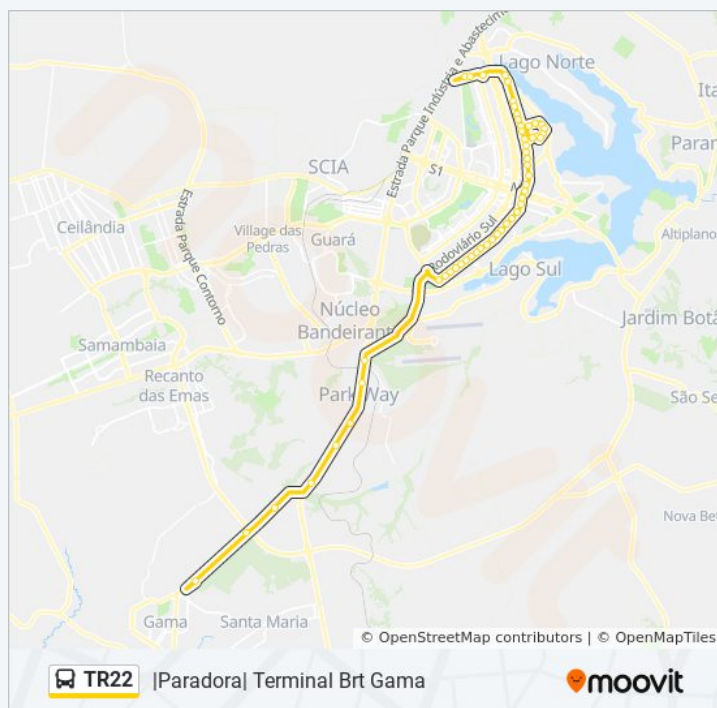 Lago Norte
Estrada Parque Indústria e Abastecime
Ita
Paran
SCIA
S1
Ceilândia
Estrada Parque Contorno
Village das
Pedras
Guará
Rodoviário Sul
Altiplano
Lago Sul
Núcleo
Bandeirant
Jardim Botâ
Samambaia
Recanto
das Emas
Park Way
São Se
Nova Bet
Gama
Santa Maria
© OpenStreetMap contributors | © OpenMapTiles
TR22 |Paradora| Terminal Brt Gama
moovit